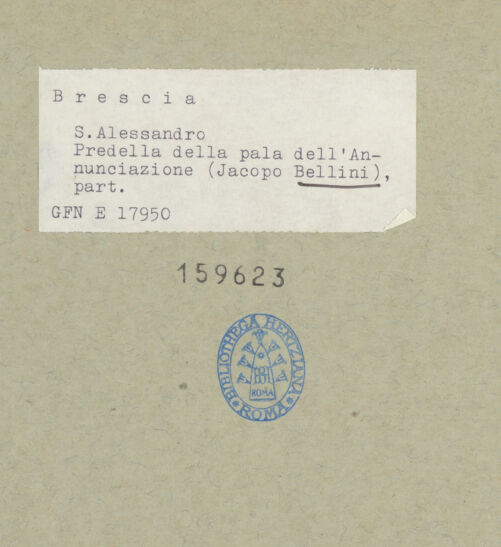 B r e s c i a
S.Alessandro
Predella della pala dell'An-
nunciazione (Jacopo Bellini),
part.
GFN E 17950
159623
BIBLIOTHECA HERTZIANA
ROMA
ROMA